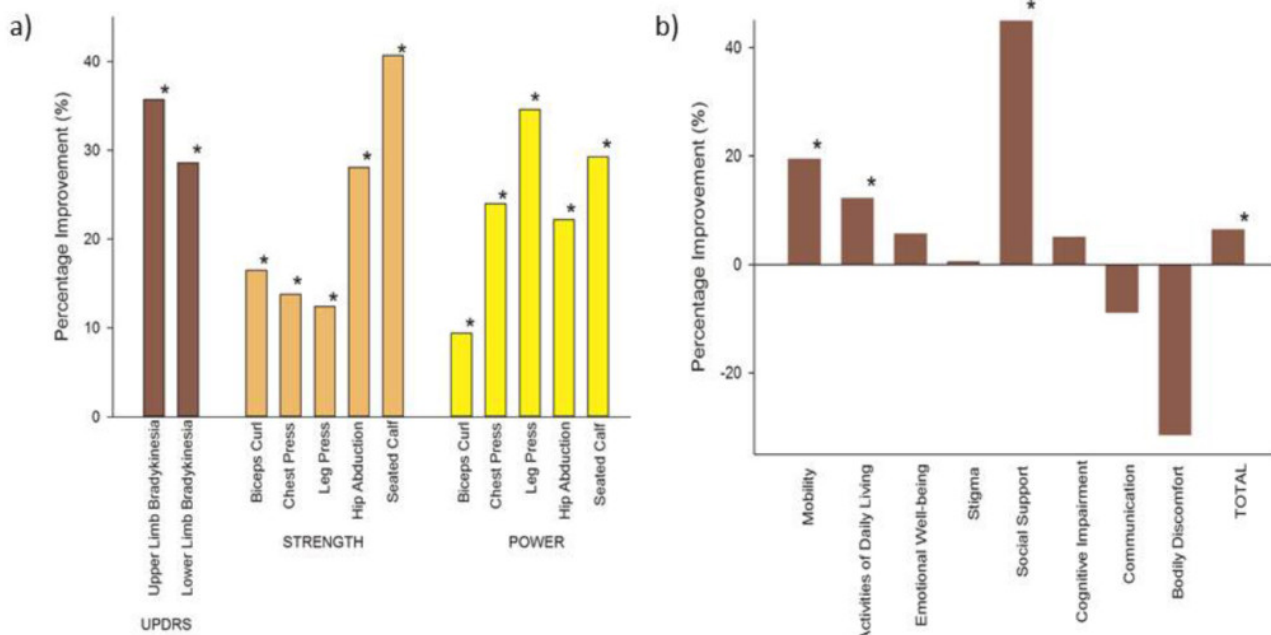 a)
Percentage Improvement (%)
40
30
20
10
0
*
*
*
*
*
*
*
*
*
*
*
*
Upper Limb Bradykinesia
Lower Limb Bradykinesia
Biceps Curl
Chest Press
Leg Press
Hip Abduction
Seated Calf
Biceps Curl
Chest Press
Leg Press
Hip Abduction
Seated Calf
UPDRS
STRENGTH
POWER
b)
Percentage Improvement (%)
40
20
0
-20
*
*
*
*
Mobility
Activities of Daily Living
Emotional Well-being
Stigma
Social Support
Cognitive Impairment
Communication
Bodily Discomfort
TOTAL